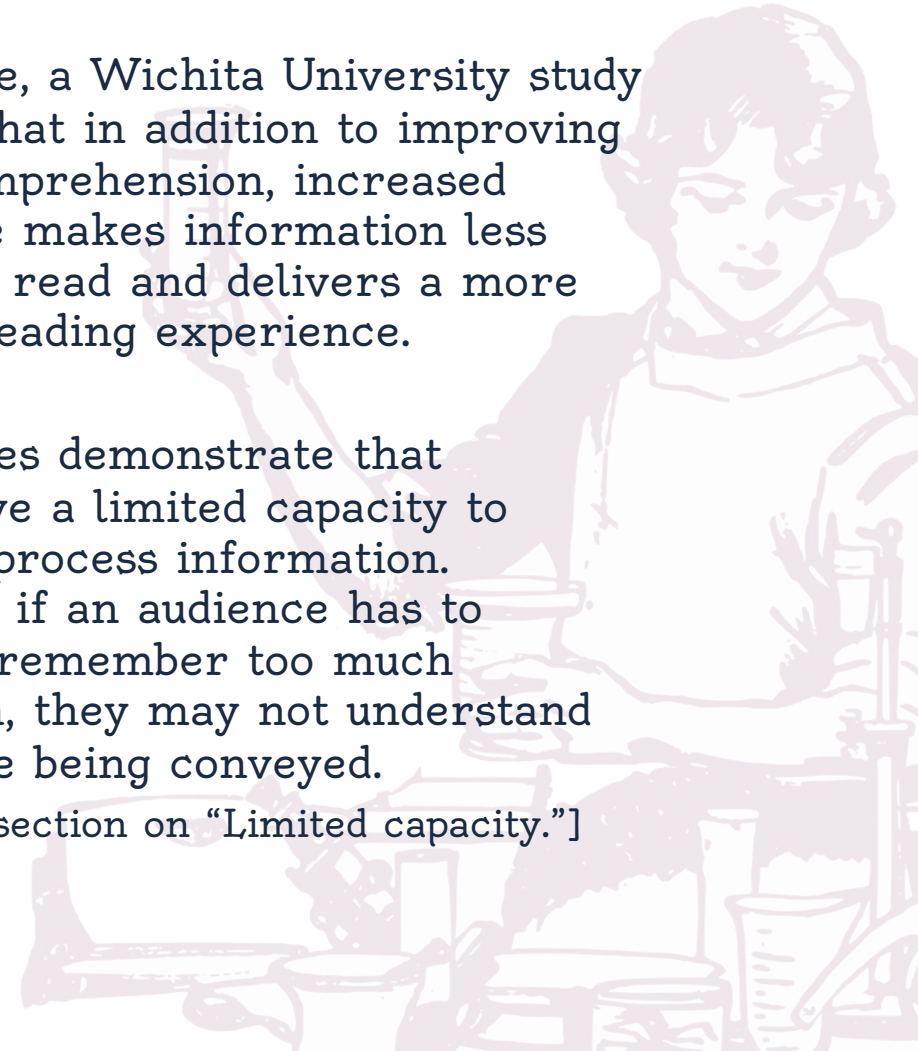 e, a Wichita University study
hat in addition to improving
mprehension, increased
e makes information less
read and delivers a more
eading experience.
es demonstrate that
ve a limited capacity to
process information.
if an audience has to
remember too much
, they may not understand
e being conveyed.
section on “Limited capacity.”]